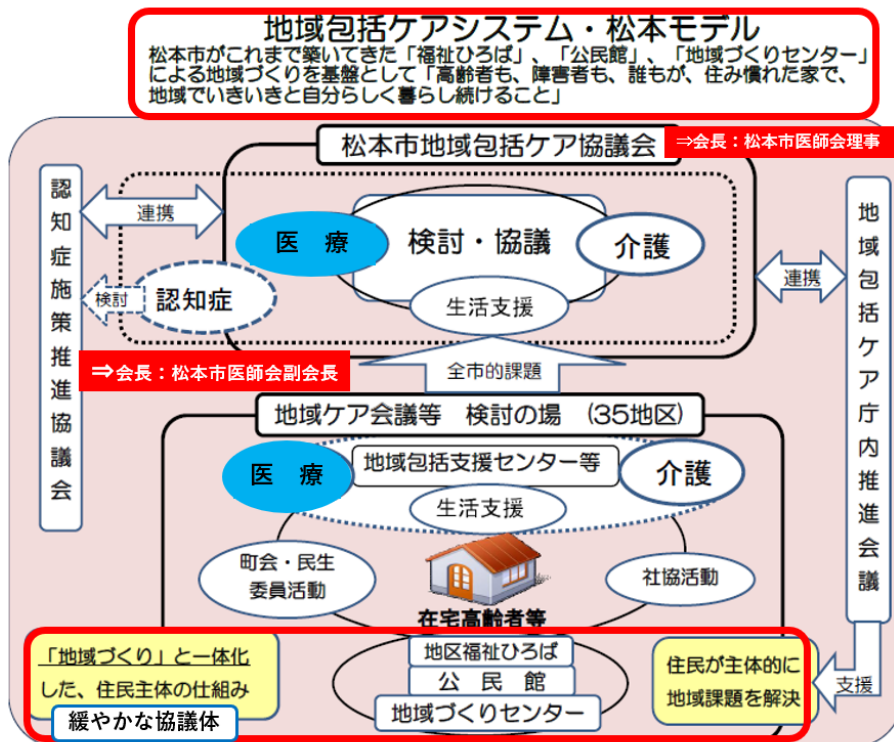 地域包括ケアシステム・松本モデル
松本市がこれまで築いてきた「福祉ひろば」、「公民館」、「地域づくりセンター」
による地域づくりを基盤として「高齢者も、障害者も、誰もが、住み慣れた家で、
地域でいきいきと自分らしく暮らし続けること」
松本市地域包括ケア協議会
⇒会長：松本市医師会理事
認知症施策推進協議会
連携
医 療
検討・協議
介護
生活支援
検討
認知症
連携
地域包括ケア庁内推進会議
⇒会長：松本市医師会副会長
全市的課題
地域ケア会議等 検討の場 （35地区）
医 療
地域包括支援センター等
介護
生活支援
町会・民生
委員活動
社協活動
在宅高齢者等
「地域づくり」と一体化
した、住民主体の仕組み
緩やかな協議体
地区福祉ひろば
公 民 館
地域づくりセンター
住民が主体的に
地域課題を解決
支援